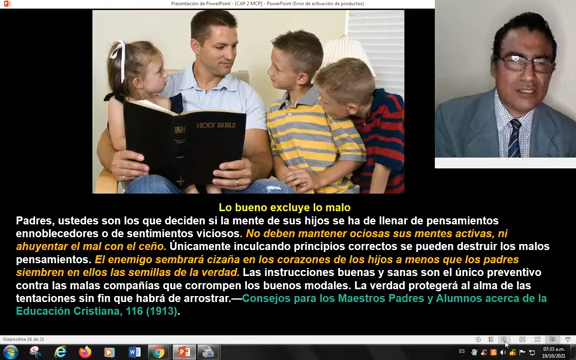 Presentación de PowerPoint - [CAP 2 MCP] - PowerPoint (Error de activación de productos)
HOLY BIBLE
Lo bueno excluye lo malo
Padres, ustedes son los que deciden si la mente de sus hijos se ha de llenar de pensamientos
ennoblecedores o de sentimientos viciosos. No deben mantener ociosas sus mentes activas, ni
ahuyentar el mal con el ceño. Únicamente inculcando principios correctos se pueden destruir los malos
pensamientos. El enemigo sembrará cizaña en los corazones de los hijos a menos que los padres
siembren en ellos las semillas de la verdad. Las instrucciones buenas y sanas son el único preventivo
contra las malas compañías que corrompen los buenos modales. La verdad protegerá al alma de las
tentaciones sin fin que habrá de arrostrar.—Consejos para los Maestros Padres y Alumnos acerca de la
Educación Cristiana, 116 (1913).
07:33 a.m.
19/10/2021